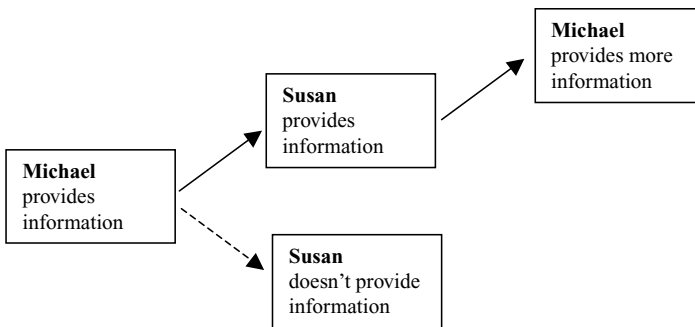 Michael
provides more
information
Susan
provides
information
Michael
provides
information
Susan
doesn’t provide
information